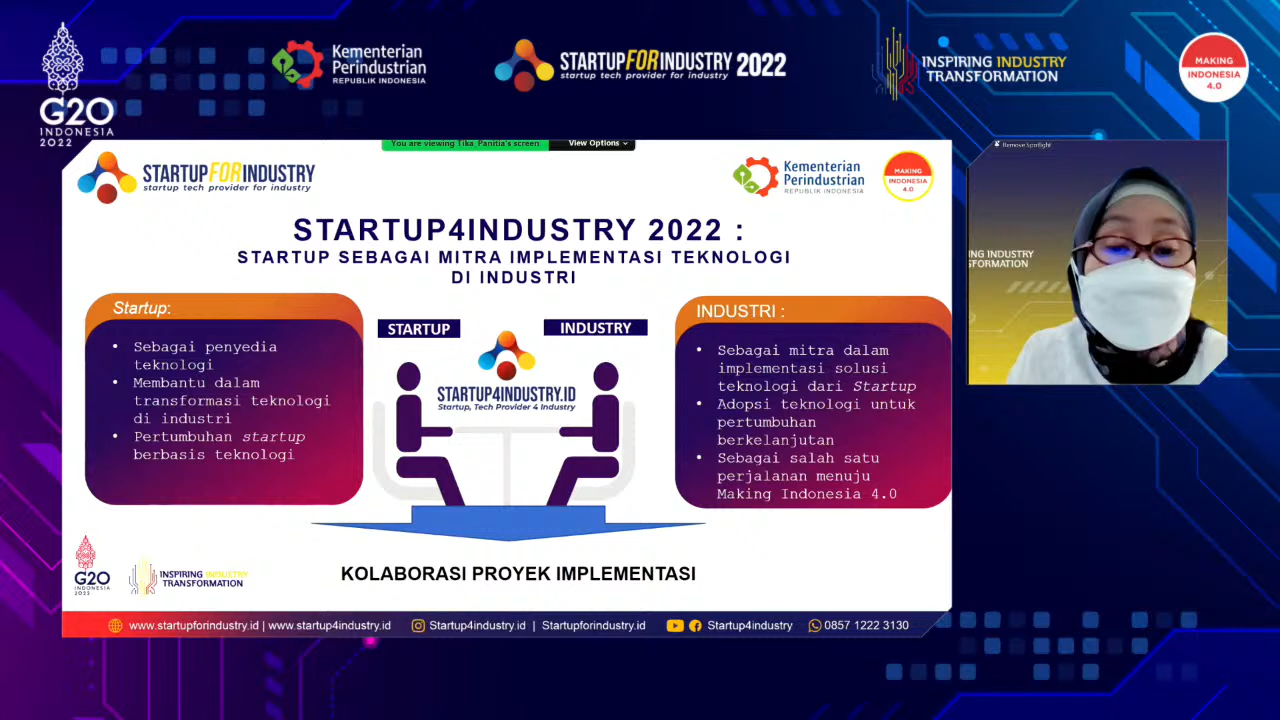 G20
INDONESIA
2022
Kementerian
Perindustrian
REPUBLIK INDONESIA
STARTUPFORINDUSTRY 2022
startup tech provider for industry
INSPIRING INDUSTRY
TRANSFORMATION
MAKING
INDONESIA
4.0
You are viewing Tika_Panitia's screen
View Options
STARTUPFORINDUSTRY
startup tech provider for industry
Kementerian
Perindustrian
REPUBLIK INDONESIA
MAKING
INDONESIA
4.0
Remove Spotlight
ING INDUSTRY
SFORMATION
STARTUP4INDUSTRY 2022 :
STARTUP SEBAGAI MITRA IMPLEMENTASI TEKNOLOGI
DI INDUSTRI
Startup:
• Sebagai penyedia
teknologi
• Membantu dalam
transformasi teknologi
di industri
• Pertumbuhan startup
berbasis teknologi
STARTUP
INDUSTRY
STARTUP4INDUSTRY.ID
Startup, Tech Provider 4 Industry
INDUSTRI :
• Sebagai mitra dalam
implementasi solusi
teknologi dari Startup
• Adopsi teknologi untuk
pertumbuhan
berkelanjutan
• Sebagai salah satu
perjalanan menuju
Making Indonesia 4.0
KOLABORASI PROYEK IMPLEMENTASI
G20
INDONESIA
2022
INSPIRING INDUSTRY
TRANSFORMATION
www.startupforindustry.id | www.startup4industry.id
Startup4industry.id | Startupforindustry.id
Startup4industry
0857 1222 3130